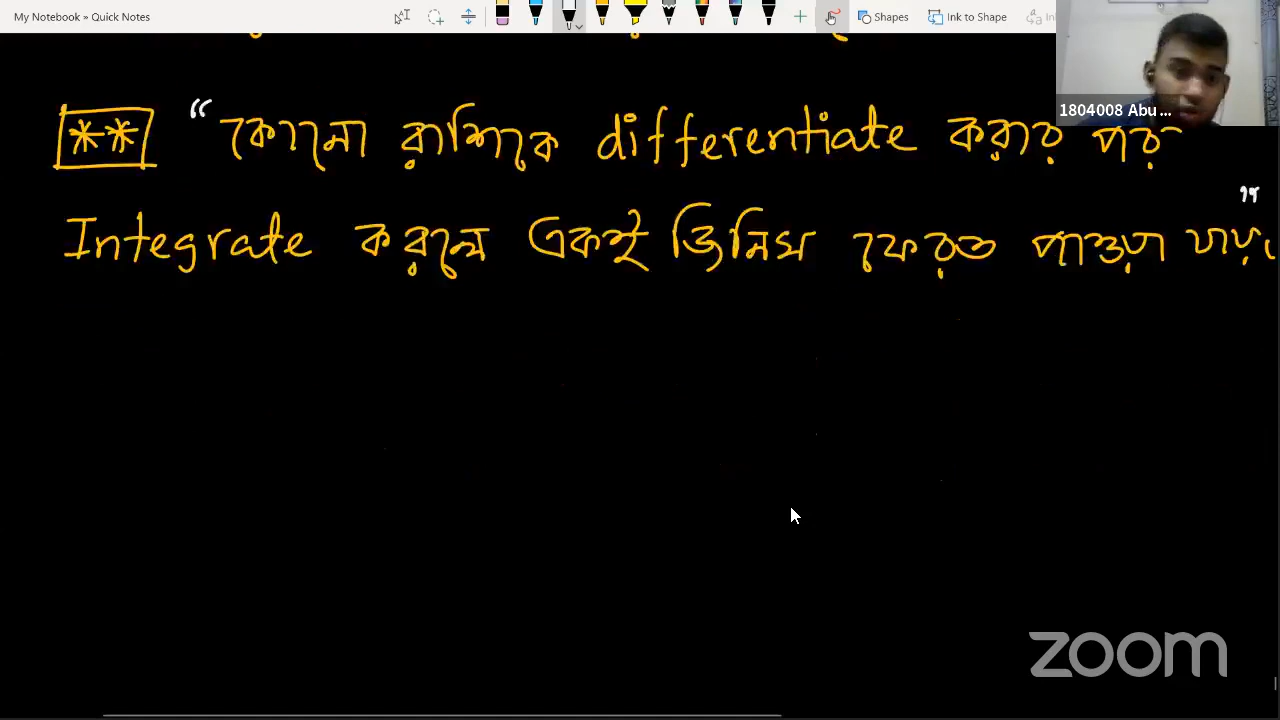 My Notebook » Quick Notes
Shapes
Ink to Shape
1804008 Abu ...
** “ কোনো রাশিকে differentiate করার পর
Integrate করলে একই জিনিস ফেরত পাওয়া যায়। ”
zoom